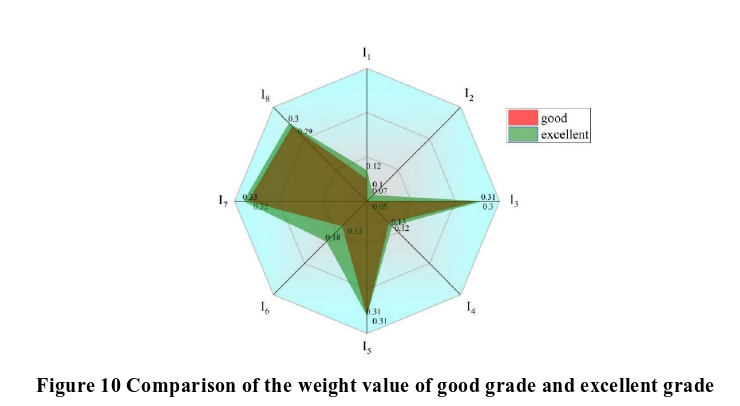 I1
I8
I2
good
excellent
0.3
0.29
0.12
0.1
0.07
I7
0.33
0.32
0.05
0.31
0.3
I3
0.13
0.12
0.13
0.18
I6
I4
0.31
0.31
I5
Figure 10 Comparison of the weight value of good grade and excellent grade